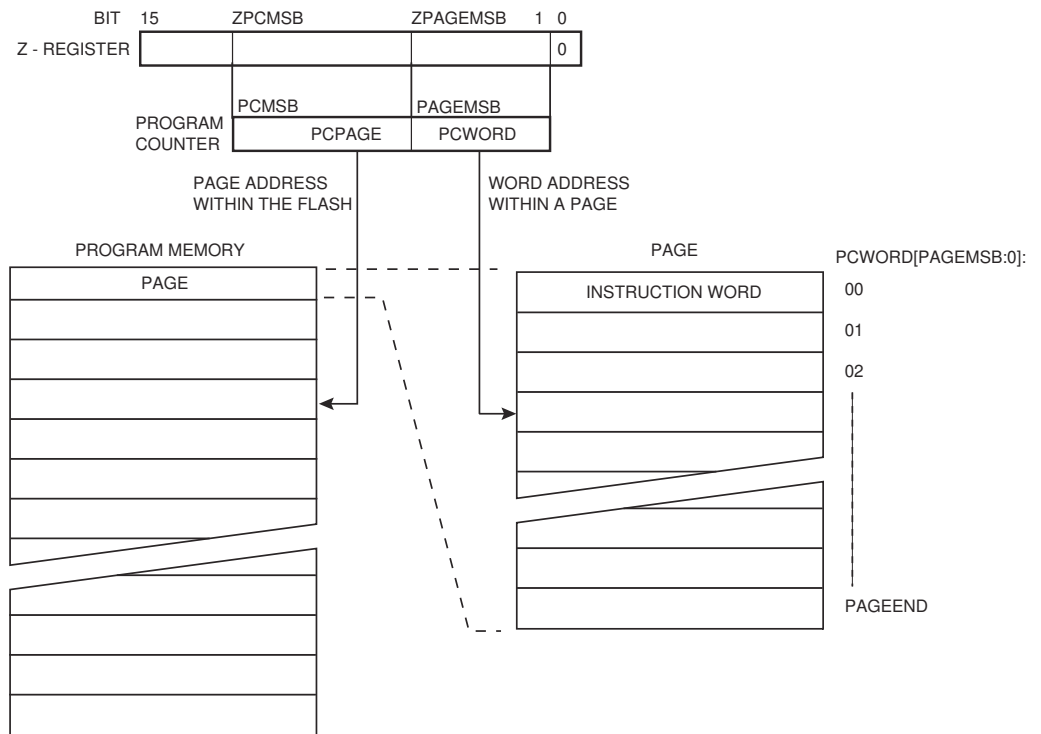 BIT 15 ZPCMSB ZPAGEMSB 1 0
Z - REGISTER 0
PCMSB PAGEMSB
PROGRAM
COUNTER
PCPAGE PCWORD
PAGE ADDRESS
WITHIN THE FLASH
WORD ADDRESS
WITHIN A PAGE
PROGRAM MEMORY
PAGE
PAGE
PCWORD[PAGEMSB:0]:
INSTRUCTION WORD
00
01
02
PAGEEND